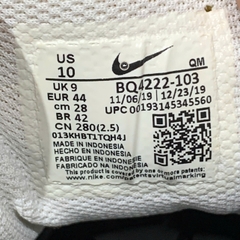 US
10
UK 9
EUR 44
cm 28
BR 42
CN 280(2.5)
013KHBT1TQH4J
QM
BQ4222-103
11/06/19 12/23/19
UPC 00193145345560
MADE IN INDONESIA
HECHO EN INDONESIA
FABRIQUE EN INDONESIE
FABRICADO NA INDONESIA